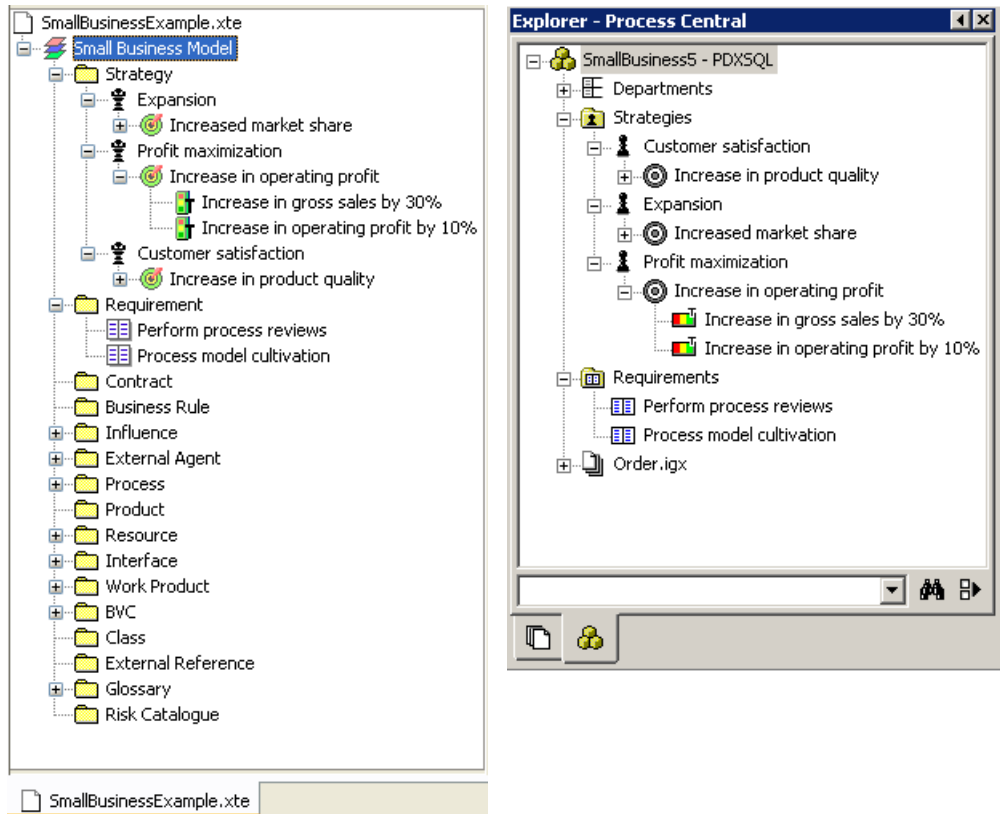 SmallBusinessExample.xte
Small Business Model
Strategy
Expansion
Increased market share
Profit maximization
Increase in operating profit
Increase in gross sales by 30%
Increase in operating profit by 10%
Customer satisfaction
Increase in product quality
Requirement
Perform process reviews
Process model cultivation
Contract
Business Rule
Influence
External Agent
Process
Product
Resource
Interface
Work Product
BVC
Class
External Reference
Glossary
Risk Catalogue
SmallBusinessExample.xte
Explorer - Process Central
SmallBusiness5 - PDXSQL
Departments
Strategies
Customer satisfaction
Increase in product quality
Expansion
Increased market share
Profit maximization
Increase in operating profit
Increase in gross sales by 30%
Increase in operating profit by 10%
Requirements
Perform process reviews
Process model cultivation
Order.igx